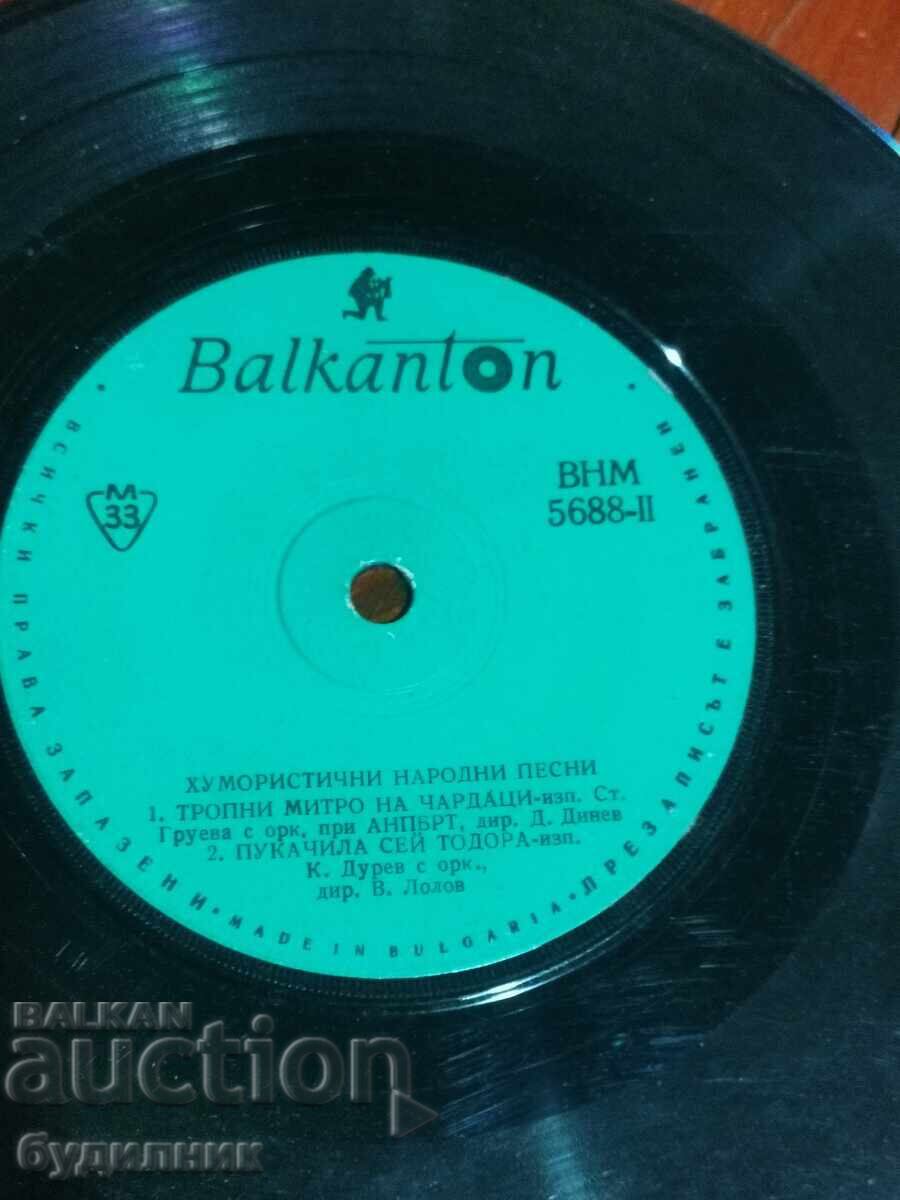 Balkanton
M
33
ВНМ
5688-II
ХУМОРИСТИЧНИ НАРОДНИ ПЕСНИ
1. ТРОПНИ МИТРО НА ЧАРДАЦИ-изп. Ст.
Груева с орк. при АНПБРТ, дир. Д. Динев
2. ПУКАЧИЛА СЕЙ ТОДОРА-изп.
К. Дурев с орк.,
дир. В. Лолов
• ВСИЧКИ ПРАВА ЗАПАЗЕНИ • MADE IN BULGARIA • ПРЕЗАПИСЪТ Е ЗАБРАНЕН •
BALKAN
auction
будилник